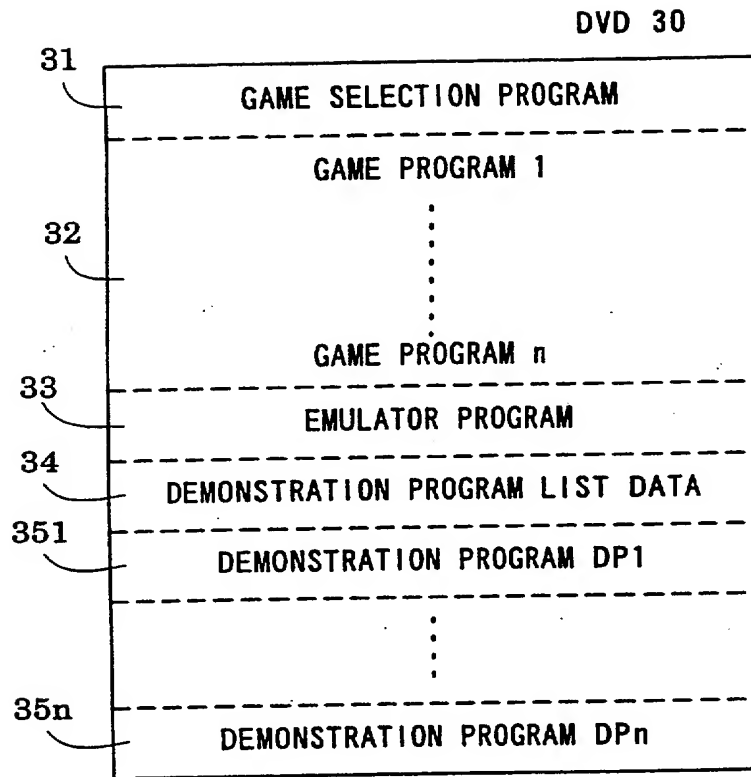 DVD 30
31
GAME SELECTION PROGRAM
GAME PROGRAM 1
32
GAME PROGRAM n
33
EMULATOR PROGRAM
34
DEMONSTRATION PROGRAM LIST DATA
351
DEMONSTRATION PROGRAM DP1
35n
DEMONSTRATION PROGRAM DPn